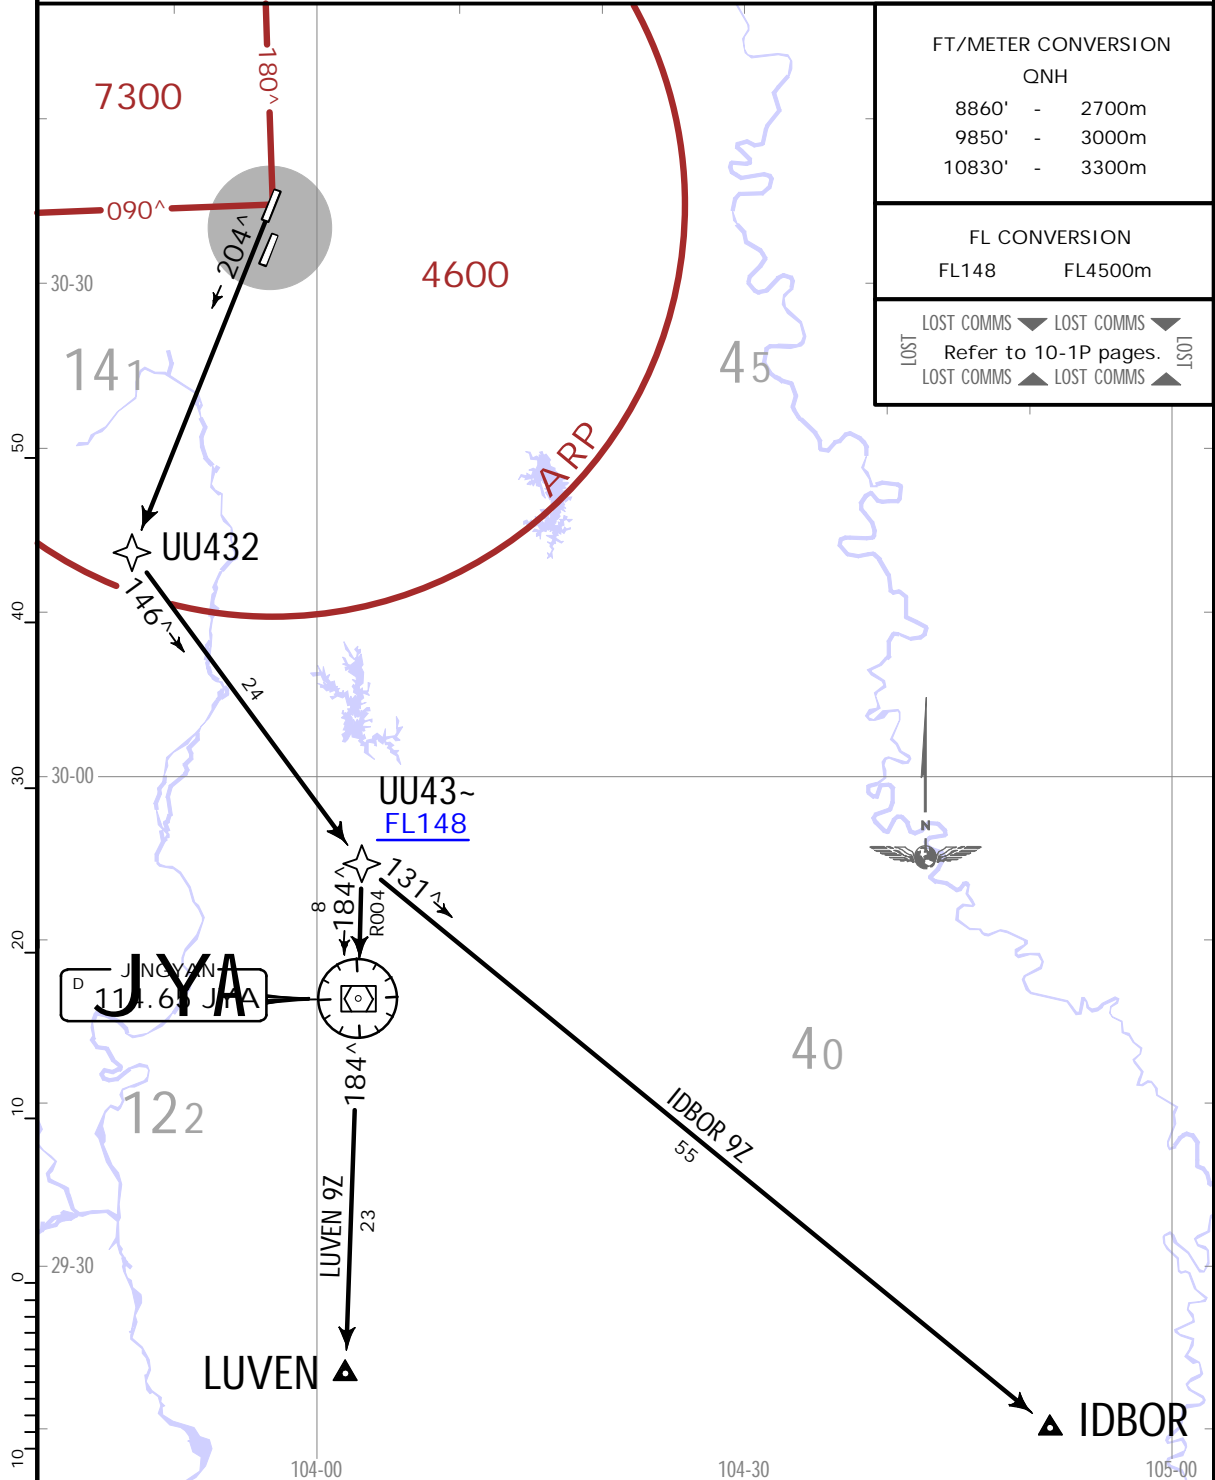 FT/METER CONVERSION
QNH
8860' - 2700m
9850' - 3000m
10830' - 3300m
FL CONVERSION
FL148 FL4500m
LOST COMMS LOST COMMS
LOST Refer to 10-1P pages. LOST
LOST COMMS LOST COMMS
180^
7300
090^
204^
4600
30-30
141
45
ARP
50
UU432
146^
40
24
30-00
30
UU43~
FL148
N
131^
184^
8
R004
20
JINGYAN
D 114.65 JYA
JYA
184^
40
122
10
IDBOR 9Z
55
LUVEN 9Z
23
29-30
0
LUVEN
IDBOR
10
104-00
104-30
105-00